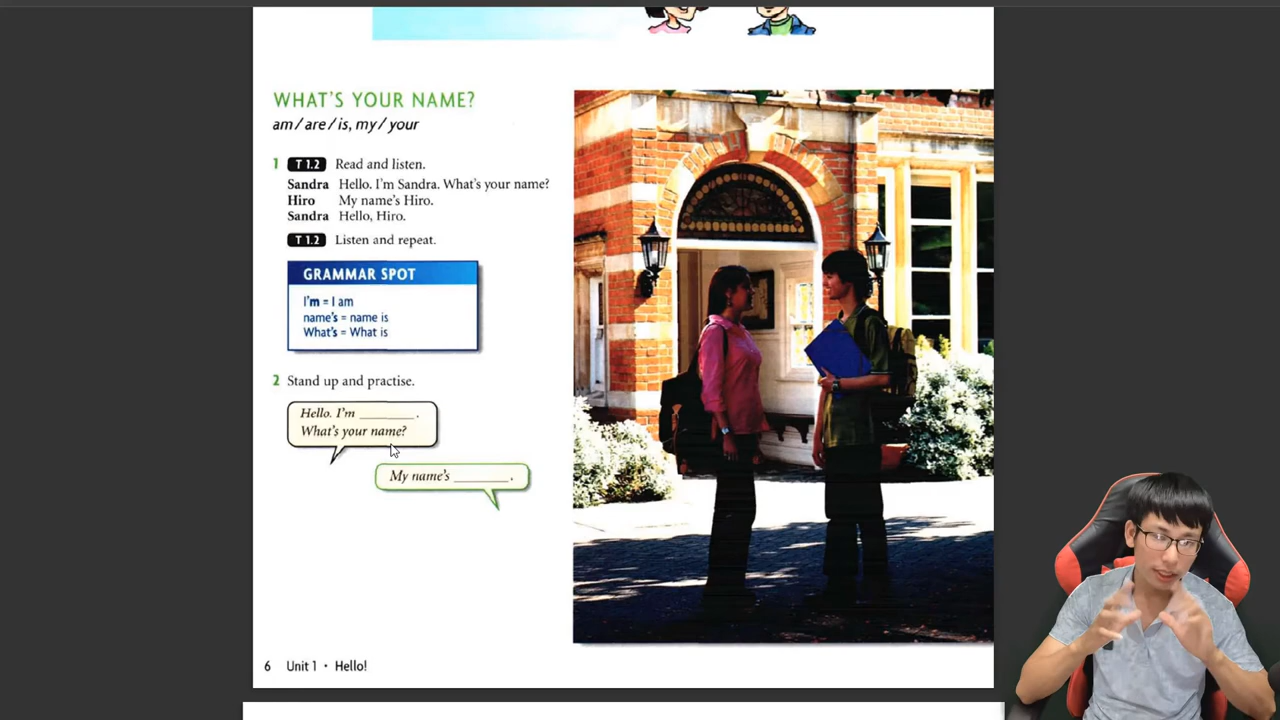 WHAT'S YOUR NAME?
am / are / is, my / your
1 T 1.2 Read and listen.
Sandra Hello. I'm Sandra. What's your name?
Hiro My name's Hiro.
Sandra Hello, Hiro.
T 1.2 Listen and repeat.
GRAMMAR SPOT
I'm = I am
name's = name is
What's = What is
2 Stand up and practise.
Hello. I'm ________ .
What's your name?
My name's ________ .
6 Unit 1 · Hello!